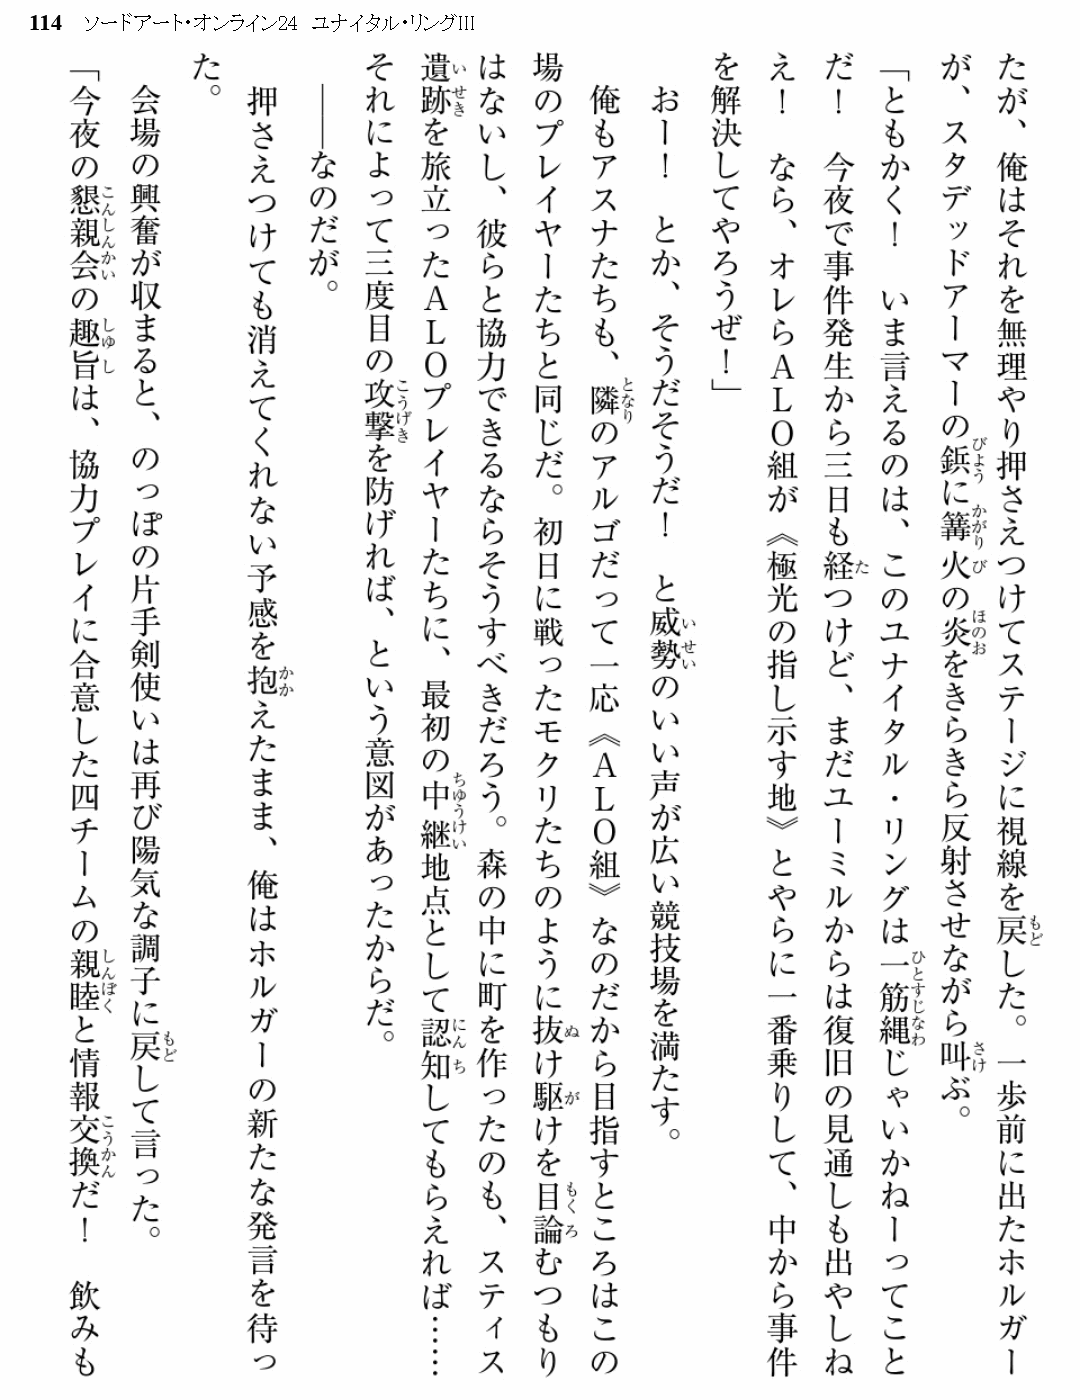 114 ソードアート・オンライン24 ユナイタル・リングIII
たが、俺はそれを無理やり押さえつけてステージに視線を戻した。一歩前に出たホルガー
が、スタデッドアーマーの鋲に篝火の炎をきらきら反射させながら叫ぶ。
「ともかく！　いま言えるのは、このユナイタル・リングは一筋縄じゃいかねーってこと
だ！　今夜で事件発生から三日も経つけど、まだユーミルからは復旧の見通しも出やしね
え！　なら、オレらＡＬＯ組が《極光の指し示す地》とやらに一番乗りして、中から事件
を解決してやろうぜ！」
おー！　とか、そうだそうだ！　と威勢のいい声が広い競技場を満たす。
俺もアスナたちも、隣のアルゴだって一応《ＡＬＯ組》なのだから目指すところはこの
場のプレイヤーたちと同じだ。初日に戦ったモクリたちのように抜け駆けを目論むつもり
はないし、彼らと協力できるならそうすべきだろう。森の中に町を作ったのも、スティス
遺跡を旅立ったＡＬＯプレイヤーたちに、最初の中継地点として認知してもらえれば……
それによって三度目の攻撃を防げれば、という意図があったからだ。
――なのだが。
押さえつけても消えてくれない予感を抱えたまま、俺はホルガーの新たな発言を待っ
た。
会場の興奮が収まると、のっぽの片手剣使いは再び陽気な調子に戻して言った。
「今夜の懇親会の趣旨は、協力プレイに合意した四チームの親睦と情報交換だ！　飲みも